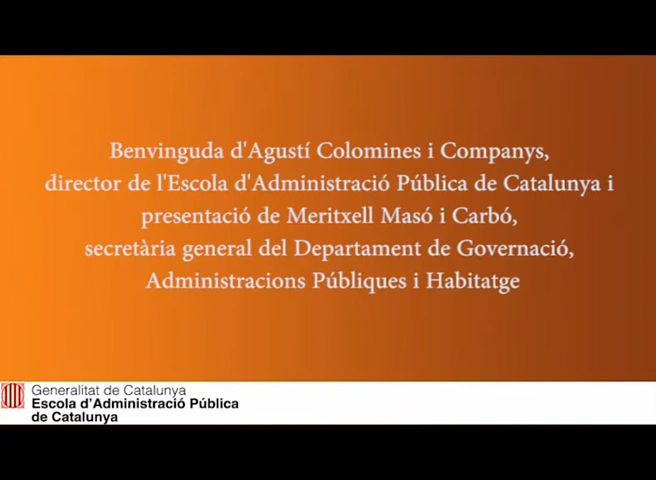 Benvinguda d'Agustí Colomines i Companys,
director de l'Escola d'Administració Pública de Catalunya i
presentació de Meritxell Masó i Carbó,
secretària general del Departament de Governació,
Administracions Públiques i Habitatge
Generalitat de Catalunya
Escola d'Administració Pública
de Catalunya